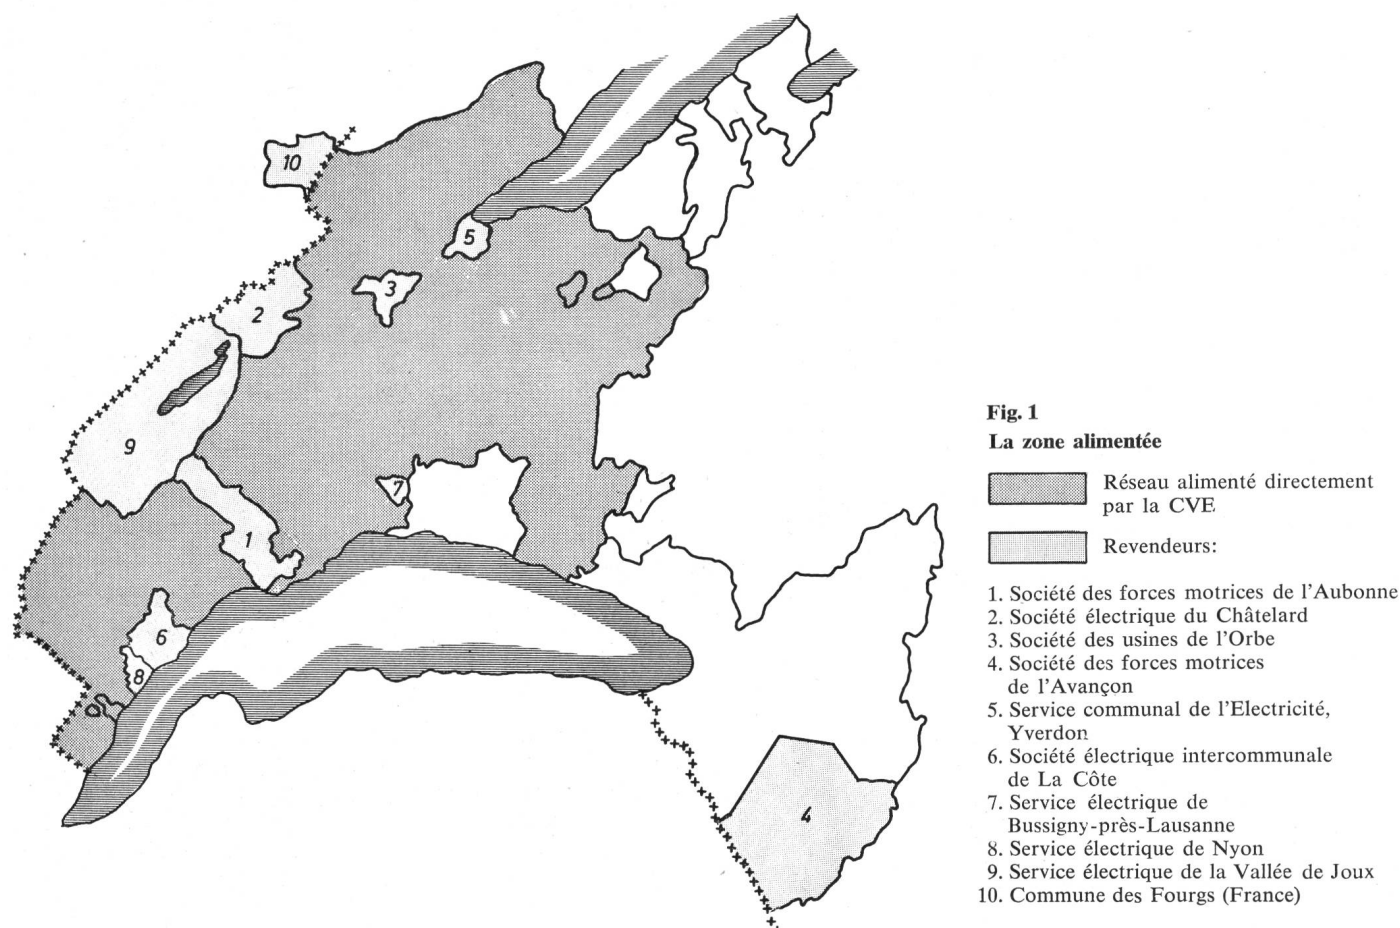 10
5
3
2
9
7
1
6
8
4
Fig. 1
La zone alimentée
Réseau alimenté directement
par la CVE
Revendeurs:
1. Société des forces motrices de l'Aubonne
2. Société électrique du Châtelard
3. Société des usines de l'Orbe
4. Société des forces motrices
de l'Avançon
5. Service communal de l'Electricité,
Yverdon
6. Société électrique intercommunale
de La Côte
7. Service électrique de
Bussigny-près-Lausanne
8. Service électrique de Nyon
9. Service électrique de la Vallée de Joux
10. Commune des Fourgs (France)